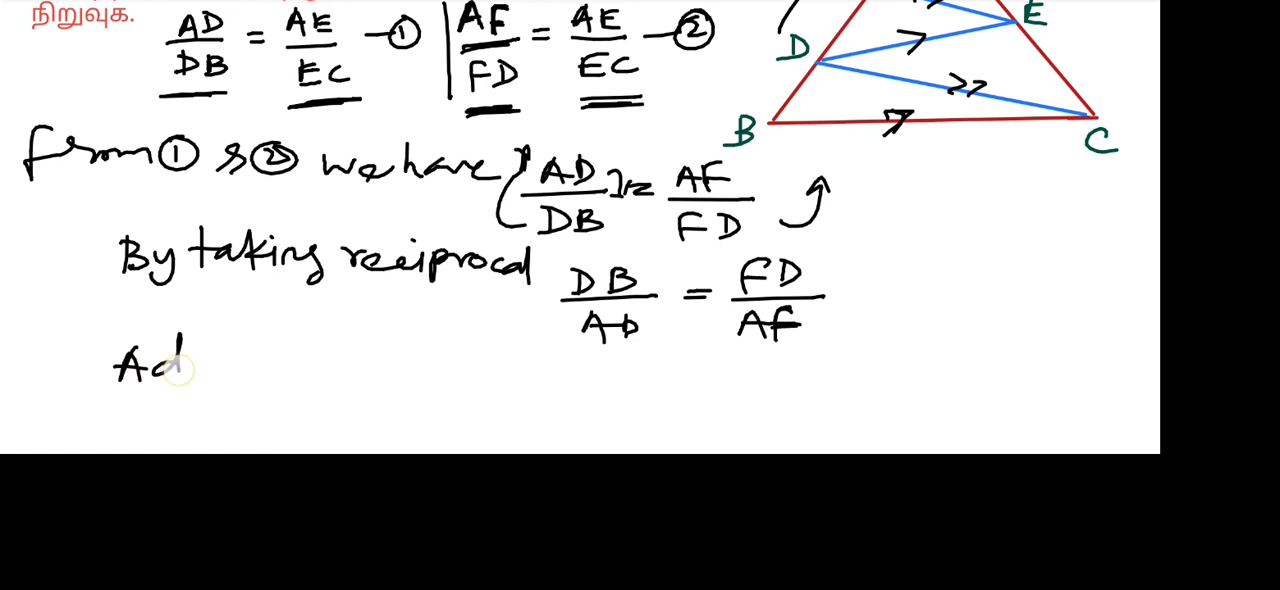 நிறுவுக.
AD/DB = AE/EC —① | AF/FD = AE/EC —②
E
D
B
C
from ① & ② we have AD/DB = AF/FD
By taking reciprocal DB/AD = FD/AF
Ad